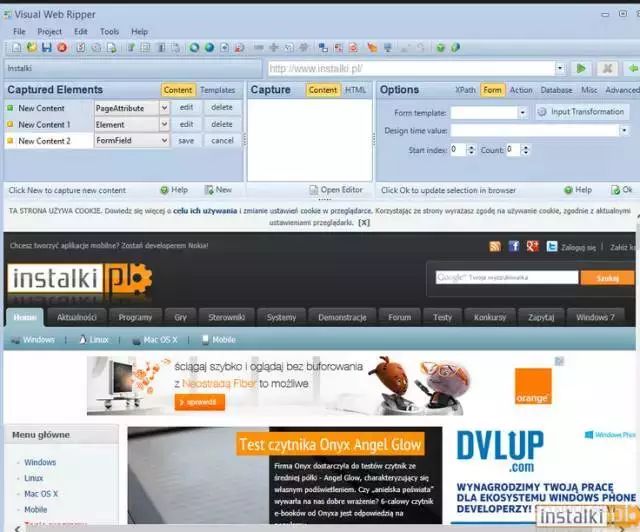 Visual Web Ripper
File Project Edit Tools Help
Instalki http://www.instalki.pl/
Captured Elements Content Templates
Capture Content HTML
Options XPath Form Action Database Misc Advanced
New Content PageAttribute edit delete
New Content 1 Element edit delete
New Content 2 FormField save cancel
Form template: Input Transformation
Design time value:
Start index: 0 Count: 0
Click New to capture new content Help New
Open Editor
Click Ok to update selection in browser Help Ok
TA STRONA UŻYWA COOKIE. Dowiedz się więcej o celu ich używania i zmianie ustawień cookie w przeglądarce. Korzystając ze strony wyrażasz zgodę na używanie cookie, zgodnie z aktualnymi
ustawieniami przeglądarki. [X]
Chcesz tworzyć aplikacje mobilne? Zostań developerem Nokia!
Zaloguj się | Załóż
instalki.pl
Google Twoja wyszukiwarka Szukaj
Home Aktualności Programy Gry Sterowniki Systemy Demonstracje Forum Testy Konkursy Zapytaj Windows 7
Windows Linux Mac OS X Mobile
ściągaj szybko i oglądaj bez buforowania
z Neostradą Fiber to możliwe
sprawdź
orange
Menu główne
Windows
Linux
Mac OS X
Mobile
Test czytnika Onyx Angel Glow
Firma Onyx dostarczyła do testów czytnik ze
średniej półki - Angel Glow, charakteryzujący się
własnym podświetleniem. Czy „anielska poświata"
wywarła na nas dobre wrażenie? 6-calowy czytnik
e-booków od Onyxa jest odpowiedzią na
Windows Phone
DVLUP
.com
WYNAGRODZIMY TWOJĄ PRACĘ
DLA EKOSYSTEMU WINDOWS PHONE
instalki